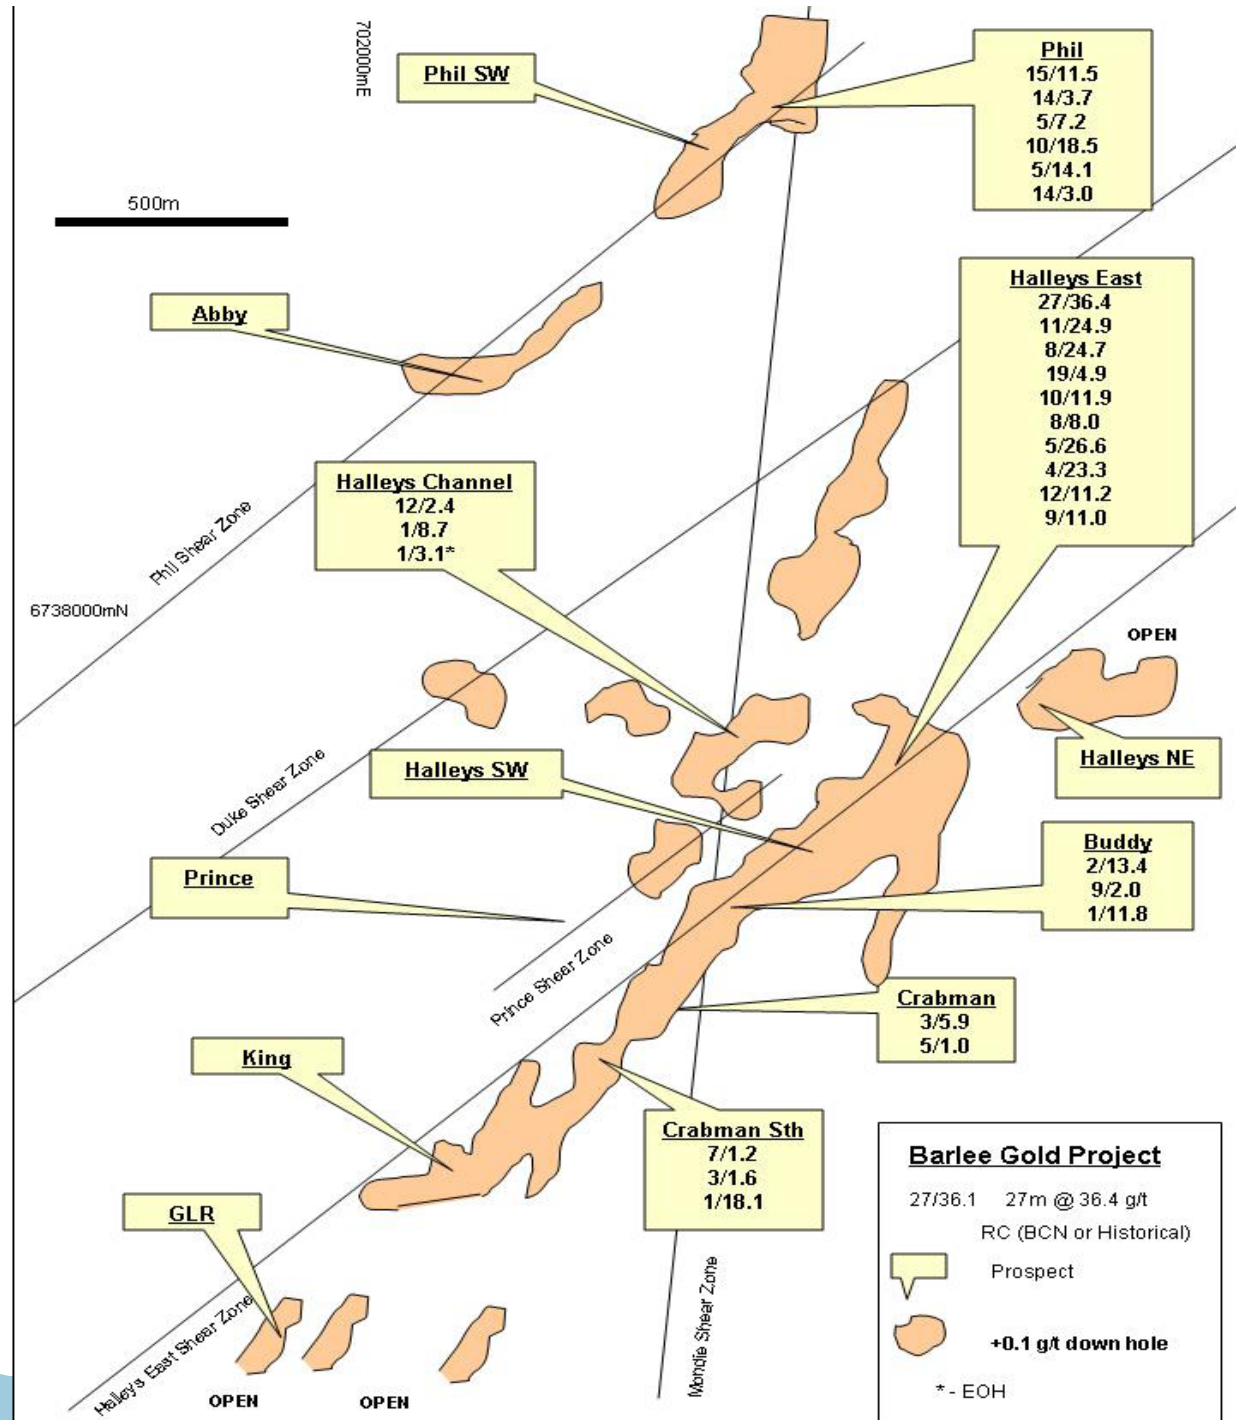 702000mE
Phil SW
Phil
15/11.5
14/3.7
5/7.2
10/18.5
5/14.1
14/3.0
500m
Abby
Halleys East
27/36.4
11/24.9
8/24.7
19/4.9
10/11.9
8/8.0
5/26.6
4/23.3
12/11.2
9/11.0
Halleys Channel
12/2.4
1/8.7
1/3.1*
Phil Shear Zone
6738000mN
OPEN
Halleys NE
Halleys SW
Duke Shear Zone
Prince
Buddy
2/13.4
9/2.0
1/11.8
Prince Shear Zone
Crabman
3/5.9
5/1.0
King
Crabman Sth
7/1.2
3/1.6
1/18.1
GLR
Halleys East Shear Zone
Mondie Shear Zone
OPEN
OPEN
Barlee Gold Project
27/36.1 27m @ 36.4 g/t
RC (BCN or Historical)
Prospect
+0.1 g/t down hole
* - EOH